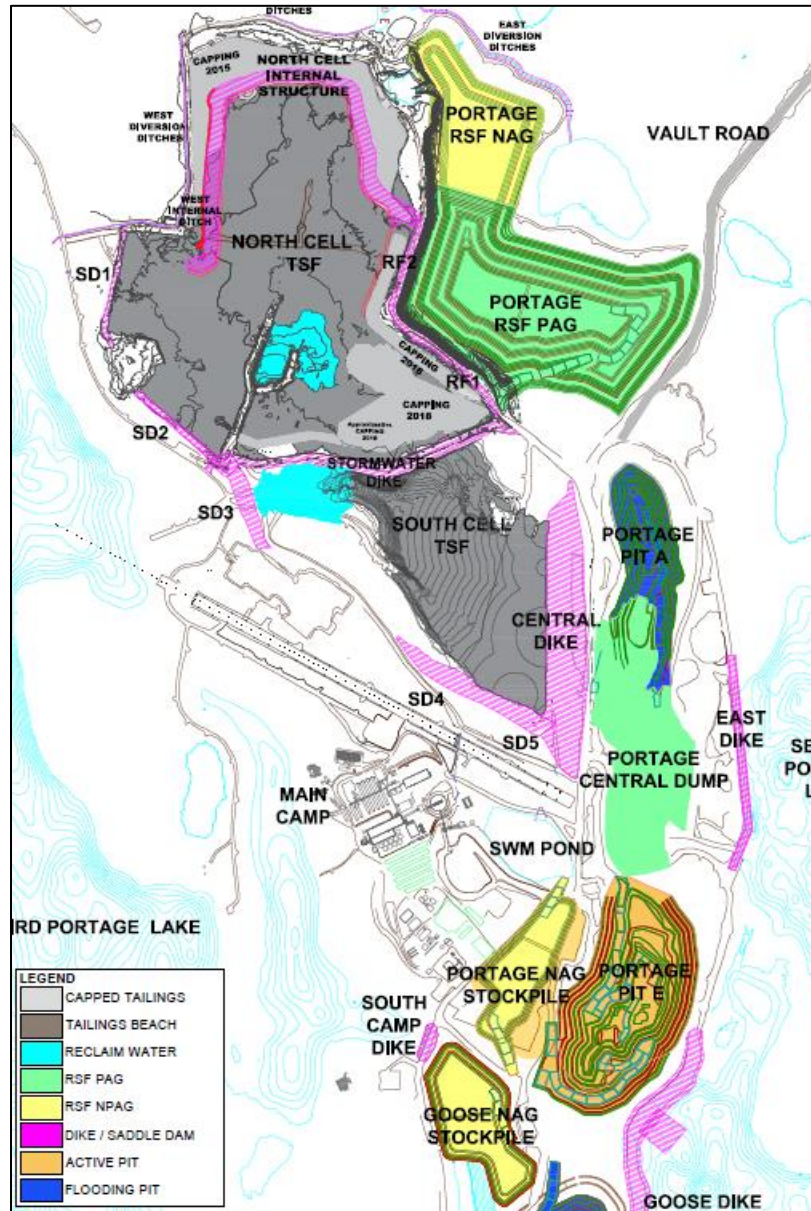 DITCHES
EAST
DIVERSION
DITCHES
CAPPING
2015
NORTH CELL
INTERNAL
STRUCTURE
PORTAGE
RSF NAG
VAULT ROAD
WEST
DIVERSION
DITCHES
WEST
INTERNAL
DITCH
NORTH CELL
TSF
RF2
SD1
PORTAGE
RSF PAG
CAPPING
2018
RF1
CAPPING
2018
SD2
STORMWATER
DIKE
SD3
SOUTH CELL
TSF
PORTAGE
PIT A
CENTRAL
DIKE
SD4
EAST
DIKE
SE
PO
L
SD5
PORTAGE
CENTRAL DUMP
MAIN
CAMP
SWM POND
IRD PORTAGE LAKE
PORTAGE NAG
STOCKPILE
PORTAGE
PIT E
SOUTH
CAMP
DIKE
GOOSE NAG
STOCKPILE
GOOSE DIKE
LEGEND
CAPPED TAILINGS
TAILINGS BEACH
RECLAIM WATER
RSF PAG
RSF NPAG
DIKE / SADDLE DAM
ACTIVE PIT
FLOODING PIT